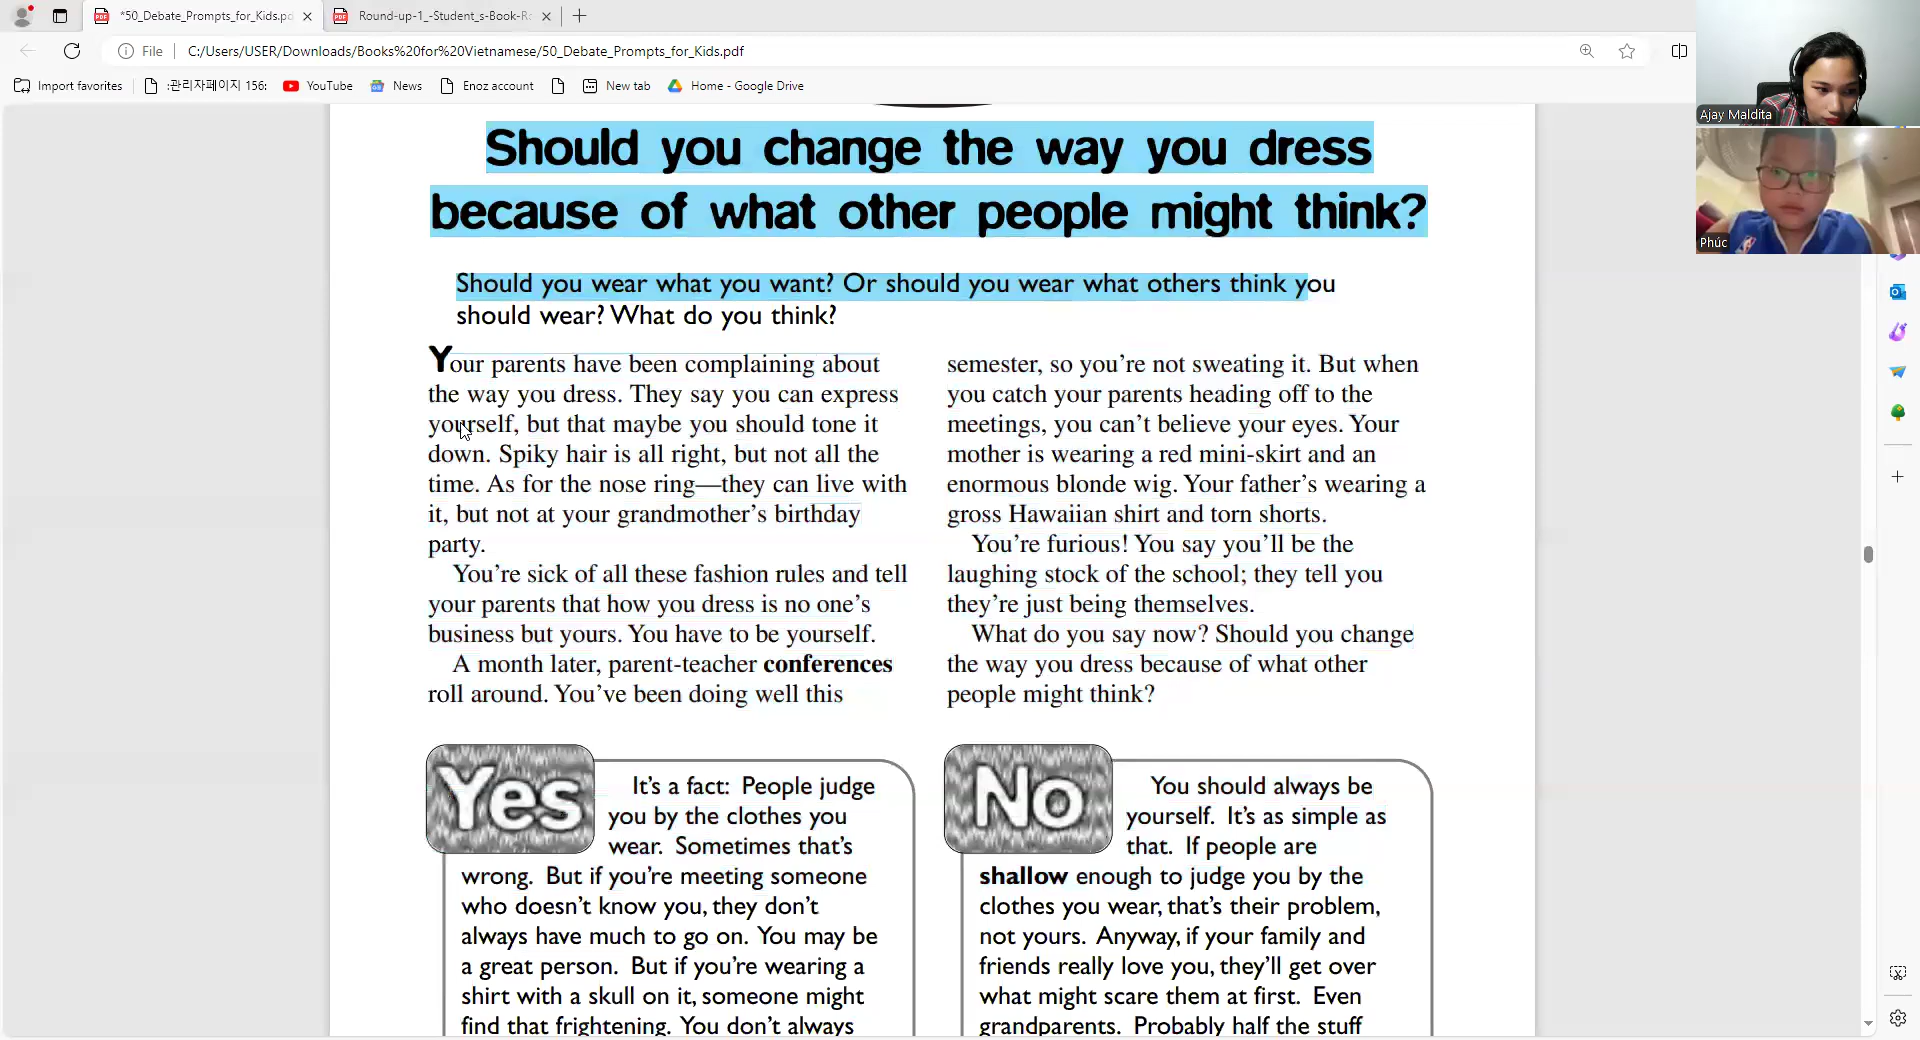 *50_Debate_Prompts_for_Kids.pd
Round-up-1_-Student_s-Book-R
File
C:/Users/USER/Downloads/Books%20for%20Vietnamese/50_Debate_Prompts_for_Kids.pdf
Import favorites
:관리자페이지 156:
YouTube
News
Enoz account
New tab
Home - Google Drive
Ajay Maldita
Phúc
Should you change the way you dress
because of what other people might think?
Should you wear what you want? Or should you wear what others think you
should wear? What do you think?
Your parents have been complaining about
the way you dress. They say you can express
yourself, but that maybe you should tone it
down. Spiky hair is all right, but not all the
time. As for the nose ring—they can live with
it, but not at your grandmother's birthday
party.
You're sick of all these fashion rules and tell
your parents that how you dress is no one's
business but yours. You have to be yourself.
A month later, parent-teacher conferences
roll around. You've been doing well this
semester, so you're not sweating it. But when
you catch your parents heading off to the
meetings, you can't believe your eyes. Your
mother is wearing a red mini-skirt and an
enormous blonde wig. Your father's wearing a
gross Hawaiian shirt and torn shorts.
You're furious! You say you'll be the
laughing stock of the school; they tell you
they're just being themselves.
What do you say now? Should you change
the way you dress because of what other
people might think?
Yes
It's a fact: People judge
you by the clothes you
wear. Sometimes that's
wrong. But if you're meeting someone
who doesn't know you, they don't
always have much to go on. You may be
a great person. But if you're wearing a
shirt with a skull on it, someone might
find that frightening. You don't always
No
You should always be
yourself. It's as simple as
that. If people are
shallow enough to judge you by the
clothes you wear, that's their problem,
not yours. Anyway, if your family and
friends really love you, they'll get over
what might scare them at first. Even
grandparents. Probably half the stuff